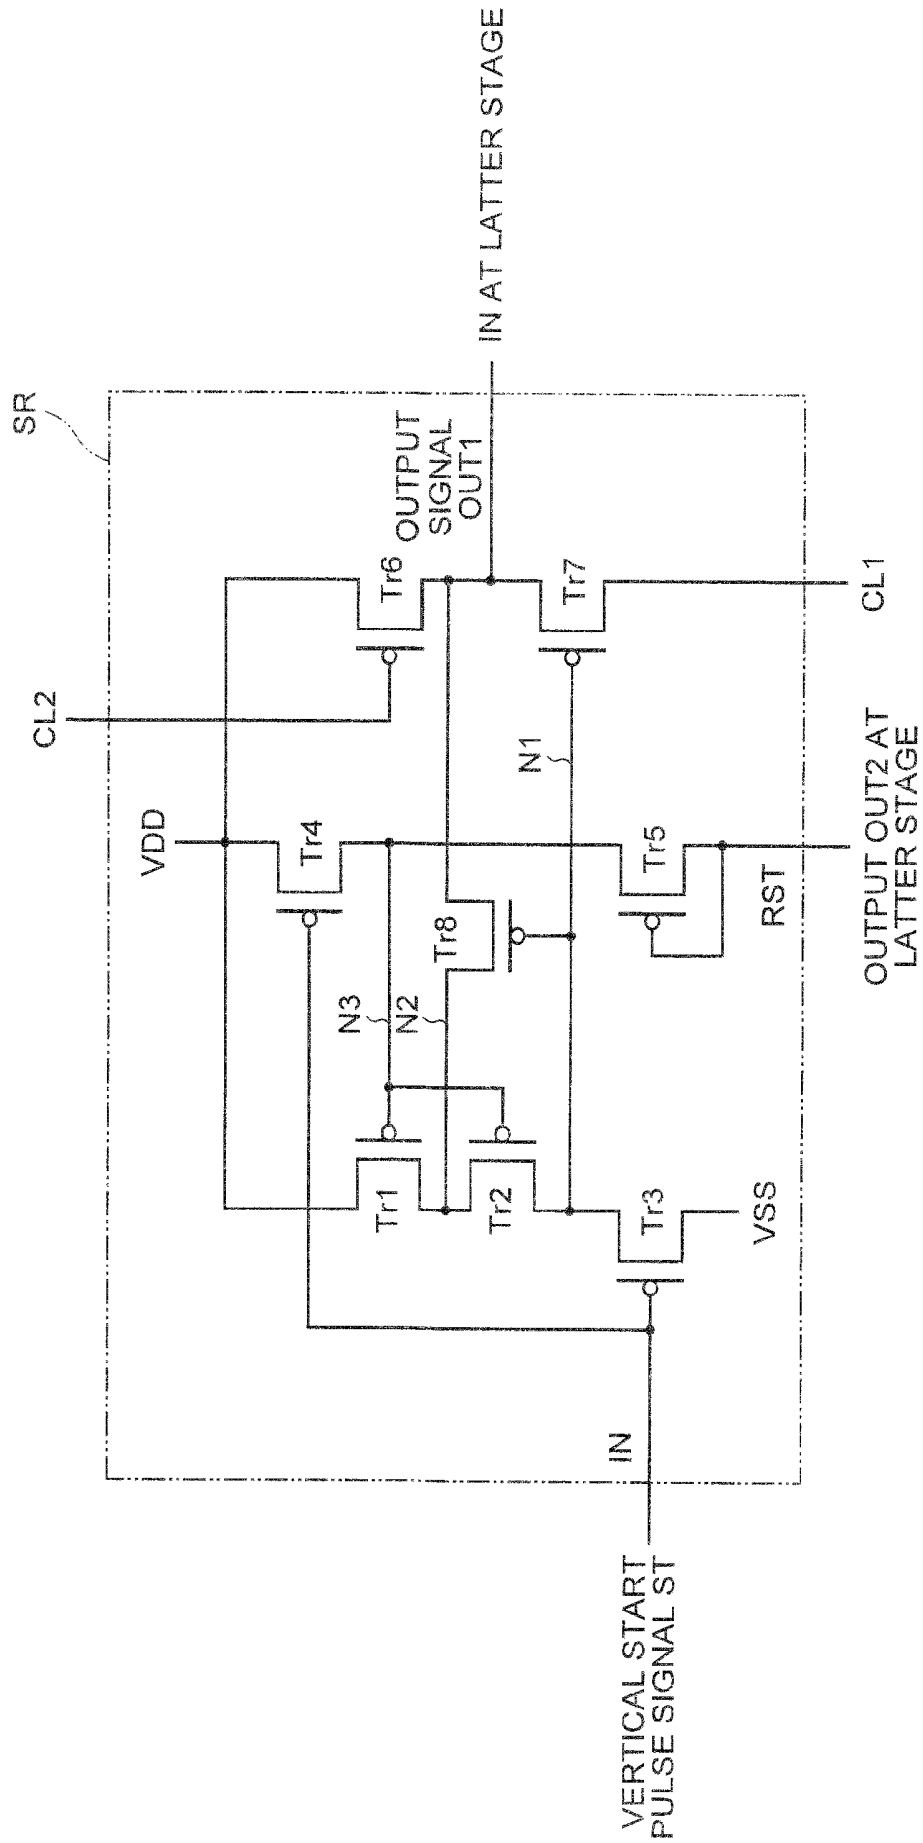 SR
CL2
VDD
OUTPUT
SIGNAL
OUT1
IN AT LATTER STAGE
Tr4
Tr6
N3
N2
Tr8
Tr1
Tr2
N1
Tr7
Tr5
Tr3
RST
VSS
IN
VERTICAL START
PULSE SIGNAL ST
OUTPUT OUT2 AT
LATTER STAGE
CL1